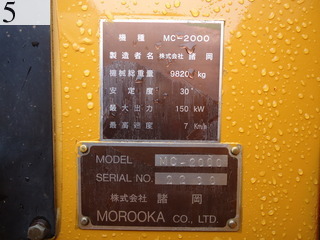 5
機種 MC-2000
製造者名 株式会社 諸岡
機械総重量 9820 kg
安定度 30°
最大出力 150 kW
最高速度 7 Km/h
MODEL MC-2000
SERIAL NO.
株式会社 諸岡
MOROOKA CO., LTD.